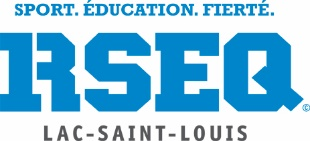 SPORT. ÉDUCATION. FIERTÉ.
RSEQ ©
LAC-SAINT-LOUIS